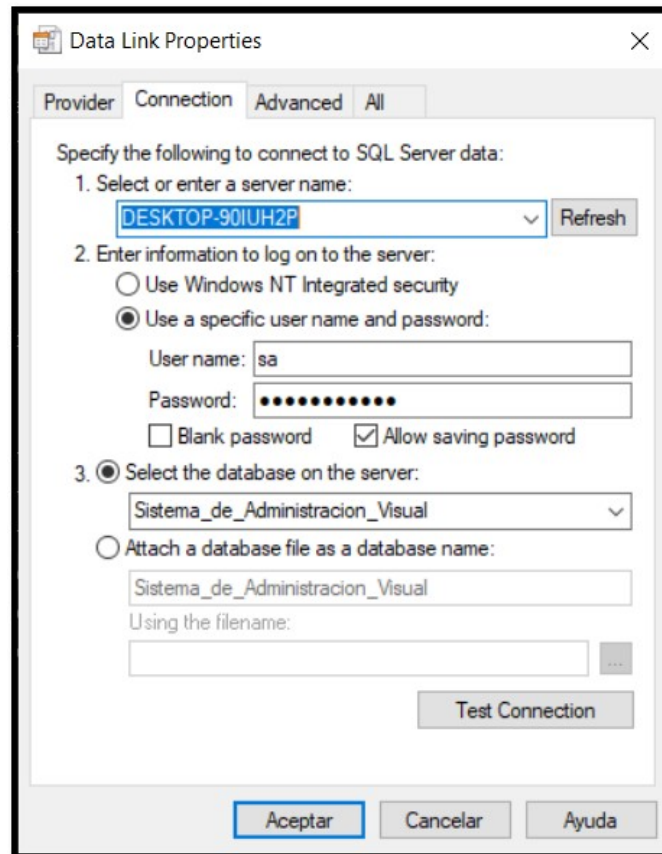 Data Link Properties
Provider Connection Advanced All
Specify the following to connect to SQL Server data:
1. Select or enter a server name:
DESKTOP-90IUH2P Refresh
2. Enter information to log on to the server:
Use Windows NT Integrated security
Use a specific user name and password:
User name: sa
Password: ●●●●●●●●●●●
Blank password Allow saving password
3. Select the database on the server:
Sistema_de_Administracion_Visual
Attach a database file as a database name:
Sistema_de_Administracion_Visual
Using the filename:
...
Test Connection
Aceptar Cancelar Ayuda